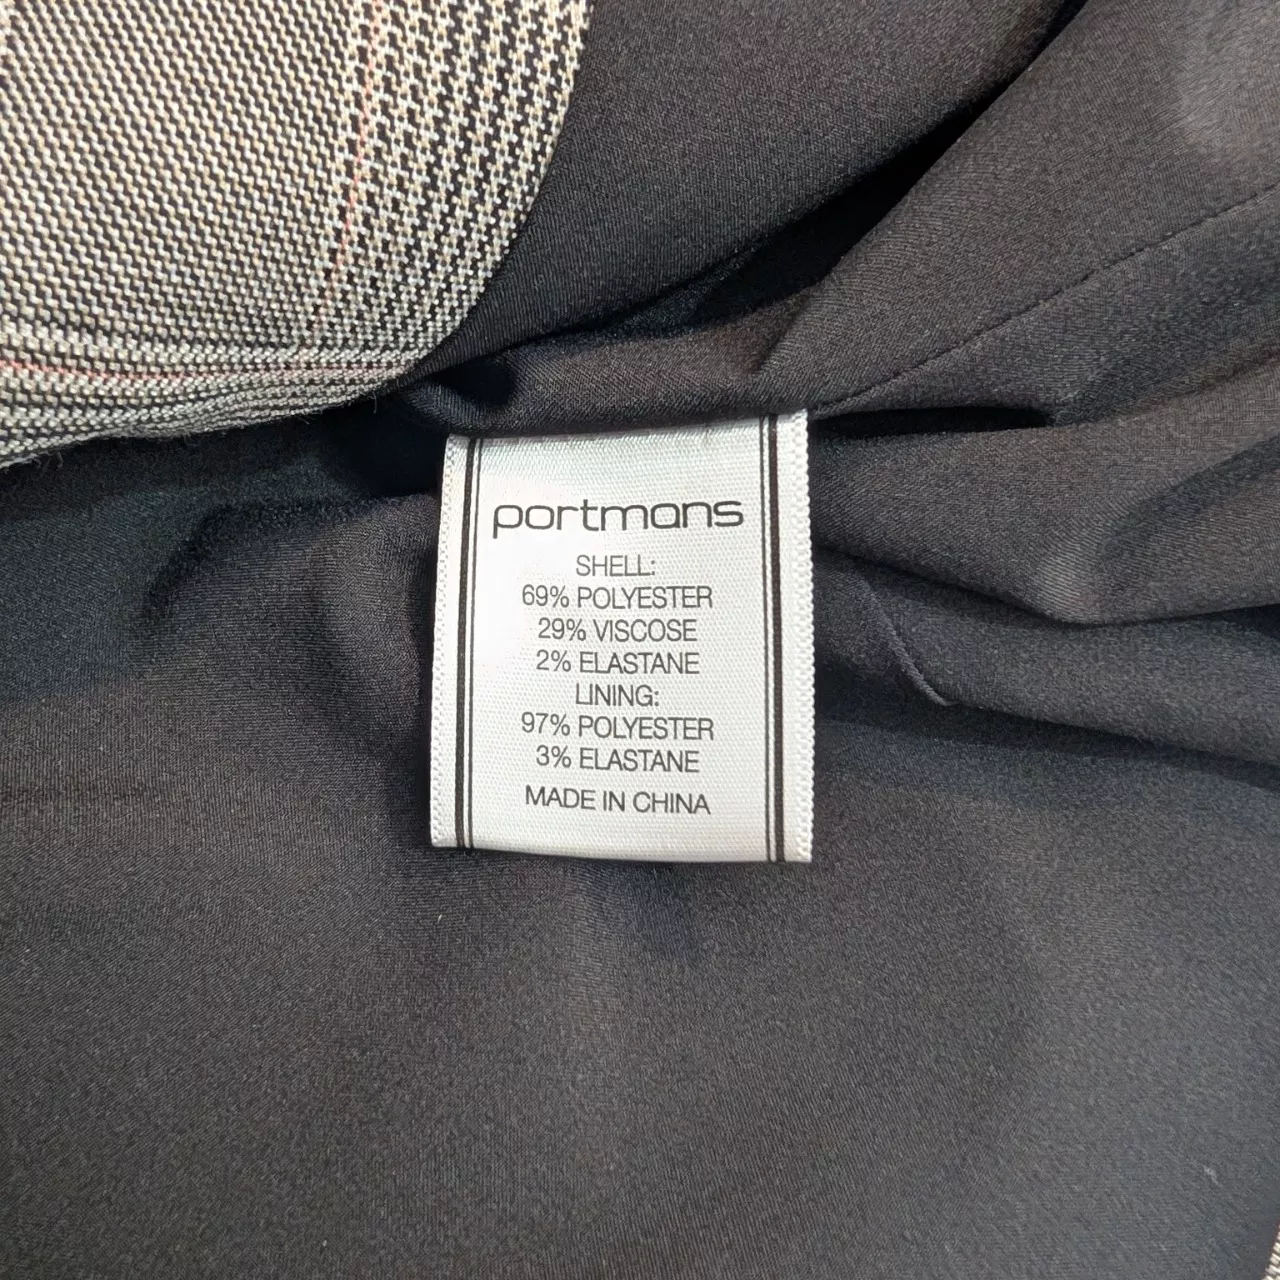 portmans
SHELL:
69% POLYESTER
29% VISCOSE
2% ELASTANE
LINING:
97% POLYESTER
3% ELASTANE
MADE IN CHINA